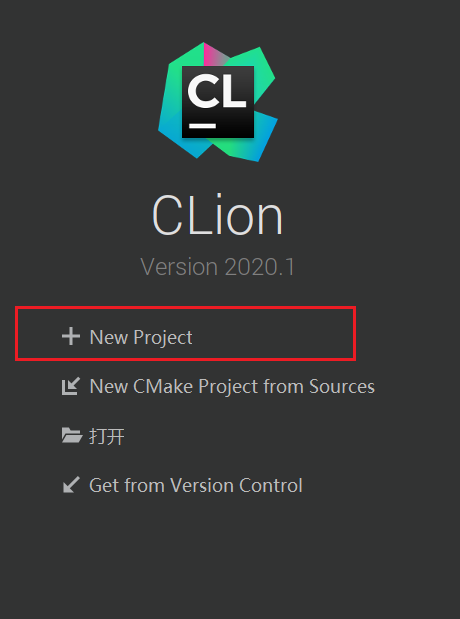 CL
CLion
Version 2020.1
New Project
New CMake Project from Sources
打开
Get from Version Control